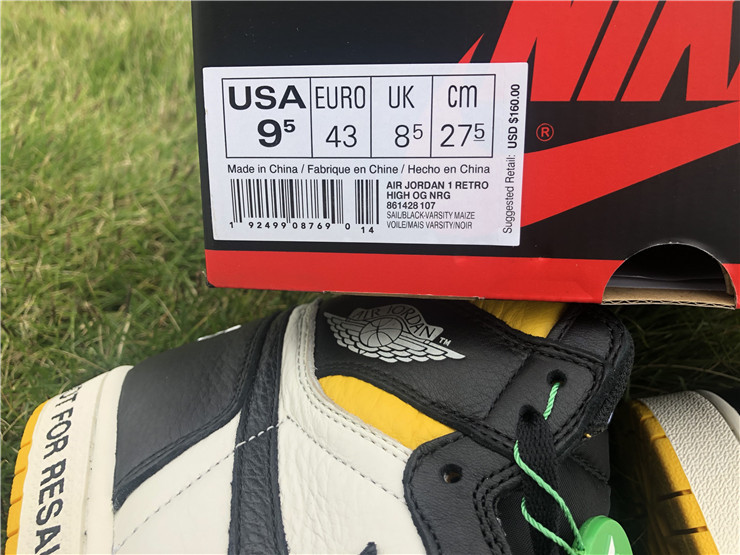 NIK
®
USA EURO UK cm
9⁵ 43 8⁵ 27⁵
Made in China / Fabrique en Chine / Hecho en China
AIR JORDAN 1 RETRO
HIGH OG NRG
861428 107
SAIL/BLACK-VARSITY MAIZE
VOILE/MAIS VARSITY/NOIR
1 92499 08769 0 14
Suggested Retail: USD $160.00
AIR JORDAN
TM
T FOR RESA